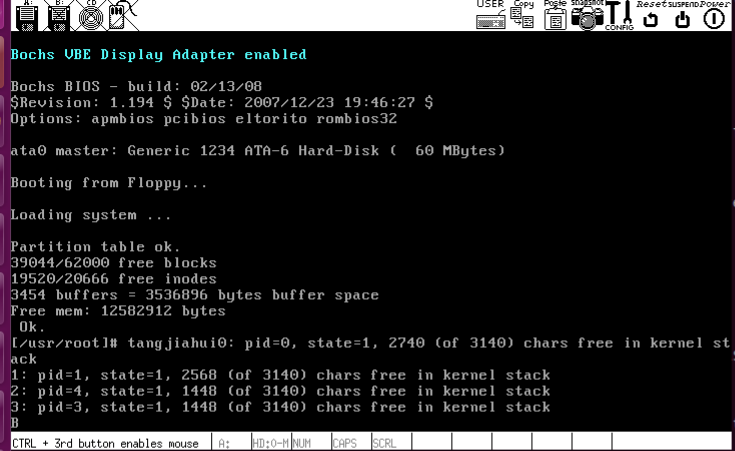 A: B: CD USER Copy Paste Snapshot CONFIG Reset SUSPEND Power
Bochs VBE Display Adapter enabled
Bochs BIOS - build: 02/13/08
$Revision: 1.194 $ $Date: 2007/12/23 19:46:27 $
Options: apmbios pcibios eltorito rombios32
ata0 master: Generic 1234 ATA-6 Hard-Disk (  60 MBytes)
Booting from Floppy...
Loading system ...
Partition table ok.
39044/62000 free blocks
19520/20666 free inodes
3454 buffers = 3536896 bytes buffer space
Free mem: 12582912 bytes
 Ok.
[/usr/root]# tangjiahui0: pid=0, state=1, 2740 (of 3140) chars free in kernel st
ack
1: pid=1, state=1, 2568 (of 3140) chars free in kernel stack
2: pid=4, state=1, 1448 (of 3140) chars free in kernel stack
3: pid=3, state=1, 1448 (of 3140) chars free in kernel stack
B
CTRL + 3rd button enables mouse A: HD:0-M NUM CAPS SCRL